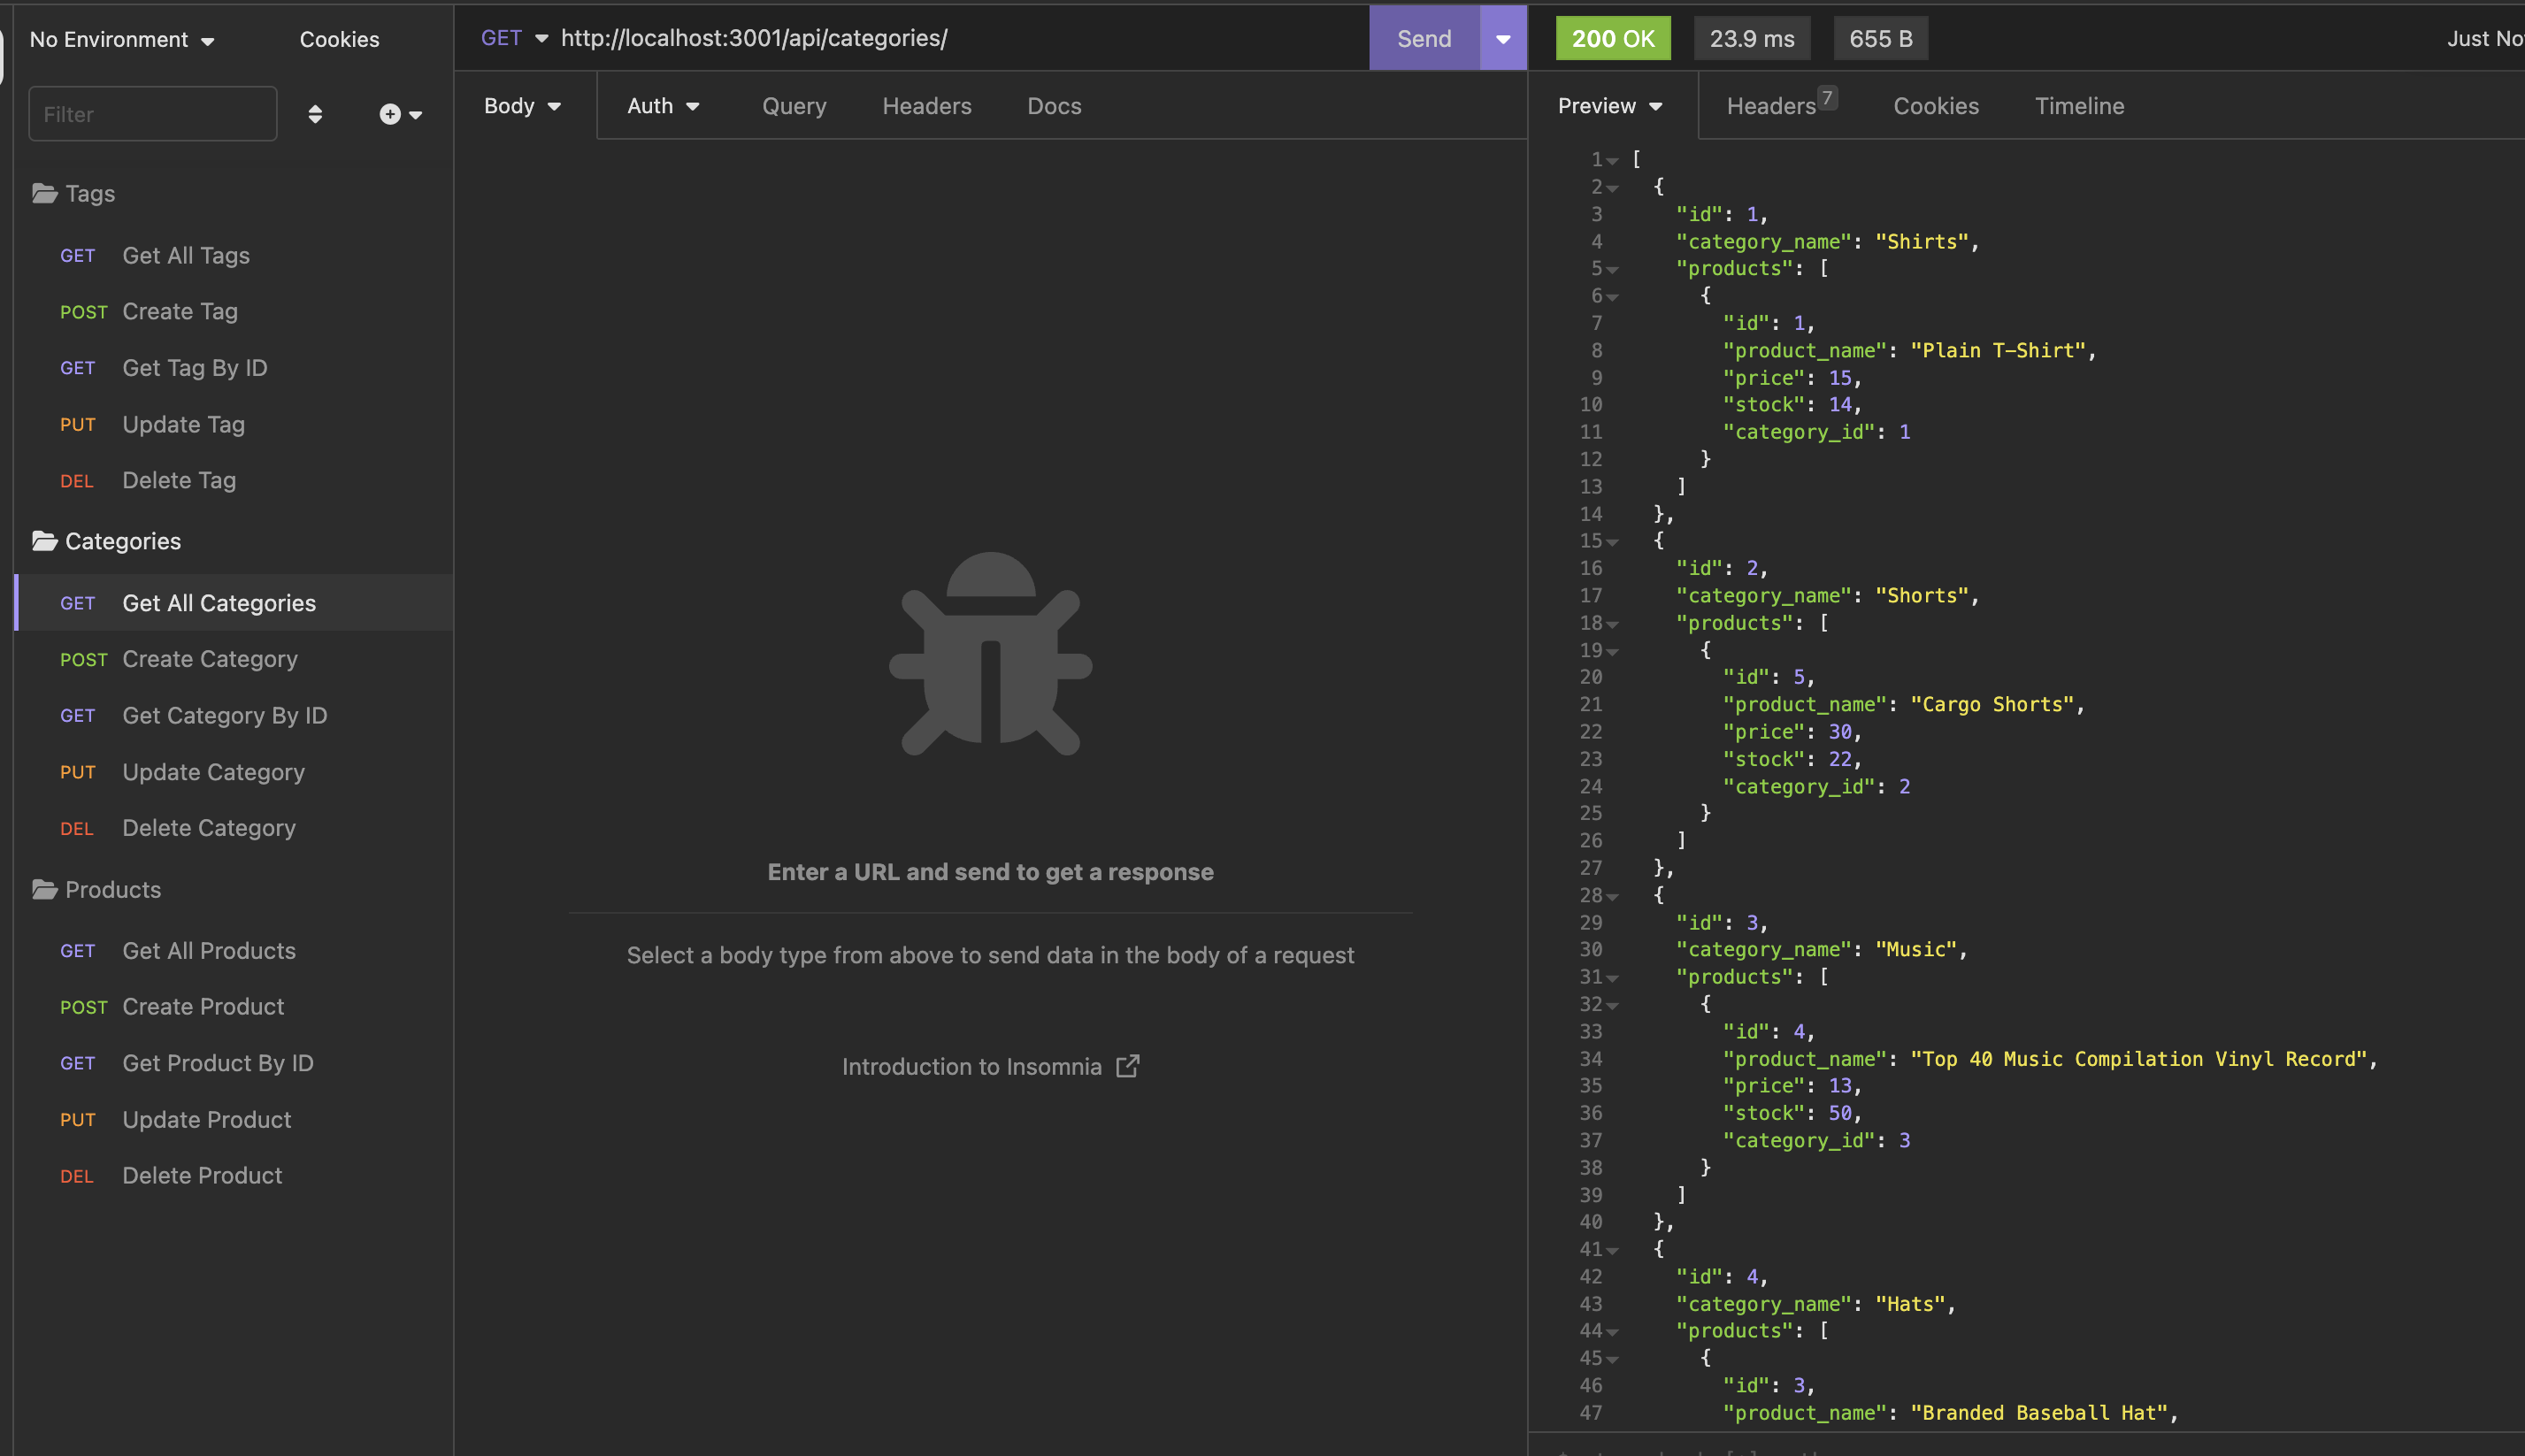 No Environment
Cookies
Filter
Tags
GET Get All Tags
POST Create Tag
GET Get Tag By ID
PUT Update Tag
DEL Delete Tag
Categories
GET Get All Categories
POST Create Category
GET Get Category By ID
PUT Update Category
DEL Delete Category
Products
GET Get All Products
POST Create Product
GET Get Product By ID
PUT Update Product
DEL Delete Product
GET http://localhost:3001/api/categories/
Send
Body Auth Query Headers Docs
Enter a URL and send to get a response
Select a body type from above to send data in the body of a request
Introduction to Insomnia
200 OK 23.9 ms 655 B Just No
Preview Headers 7 Cookies Timeline
1 [
2 {
3 "id": 1,
4 "category_name": "Shirts",
5 "products": [
6 {
7 "id": 1,
8 "product_name": "Plain T-Shirt",
9 "price": 15,
10 "stock": 14,
11 "category_id": 1
12 }
13 ]
14 },
15 {
16 "id": 2,
17 "category_name": "Shorts",
18 "products": [
19 {
20 "id": 5,
21 "product_name": "Cargo Shorts",
22 "price": 30,
23 "stock": 22,
24 "category_id": 2
25 }
26 ]
27 },
28 {
29 "id": 3,
30 "category_name": "Music",
31 "products": [
32 {
33 "id": 4,
34 "product_name": "Top 40 Music Compilation Vinyl Record",
35 "price": 13,
36 "stock": 50,
37 "category_id": 3
38 }
39 ]
40 },
41 {
42 "id": 4,
43 "category_name": "Hats",
44 "products": [
45 {
46 "id": 3,
47 "product_name": "Branded Baseball Hat",